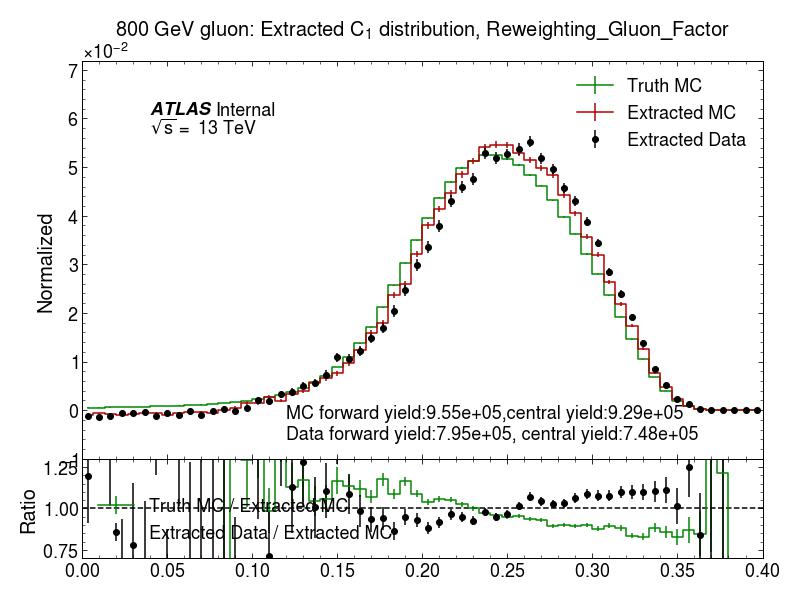 800 GeV gluon: Extracted C₁ distribution, Reweighting_Gluon_Factor
×10⁻²
7
6
5
4
3
2
1
0
Normalized
ATLAS Internal
√s = 13 TeV
Truth MC
Extracted MC
Extracted Data
MC forward yield:9.55e+05,central yield:9.29e+05
Data forward yield:7.95e+05, central yield:7.48e+05
1.25
1.00
0.75
Ratio
Truth MC / Extracted MC
Extracted Data / Extracted MC
0.00 0.05 0.10 0.15 0.20 0.25 0.30 0.35 0.40